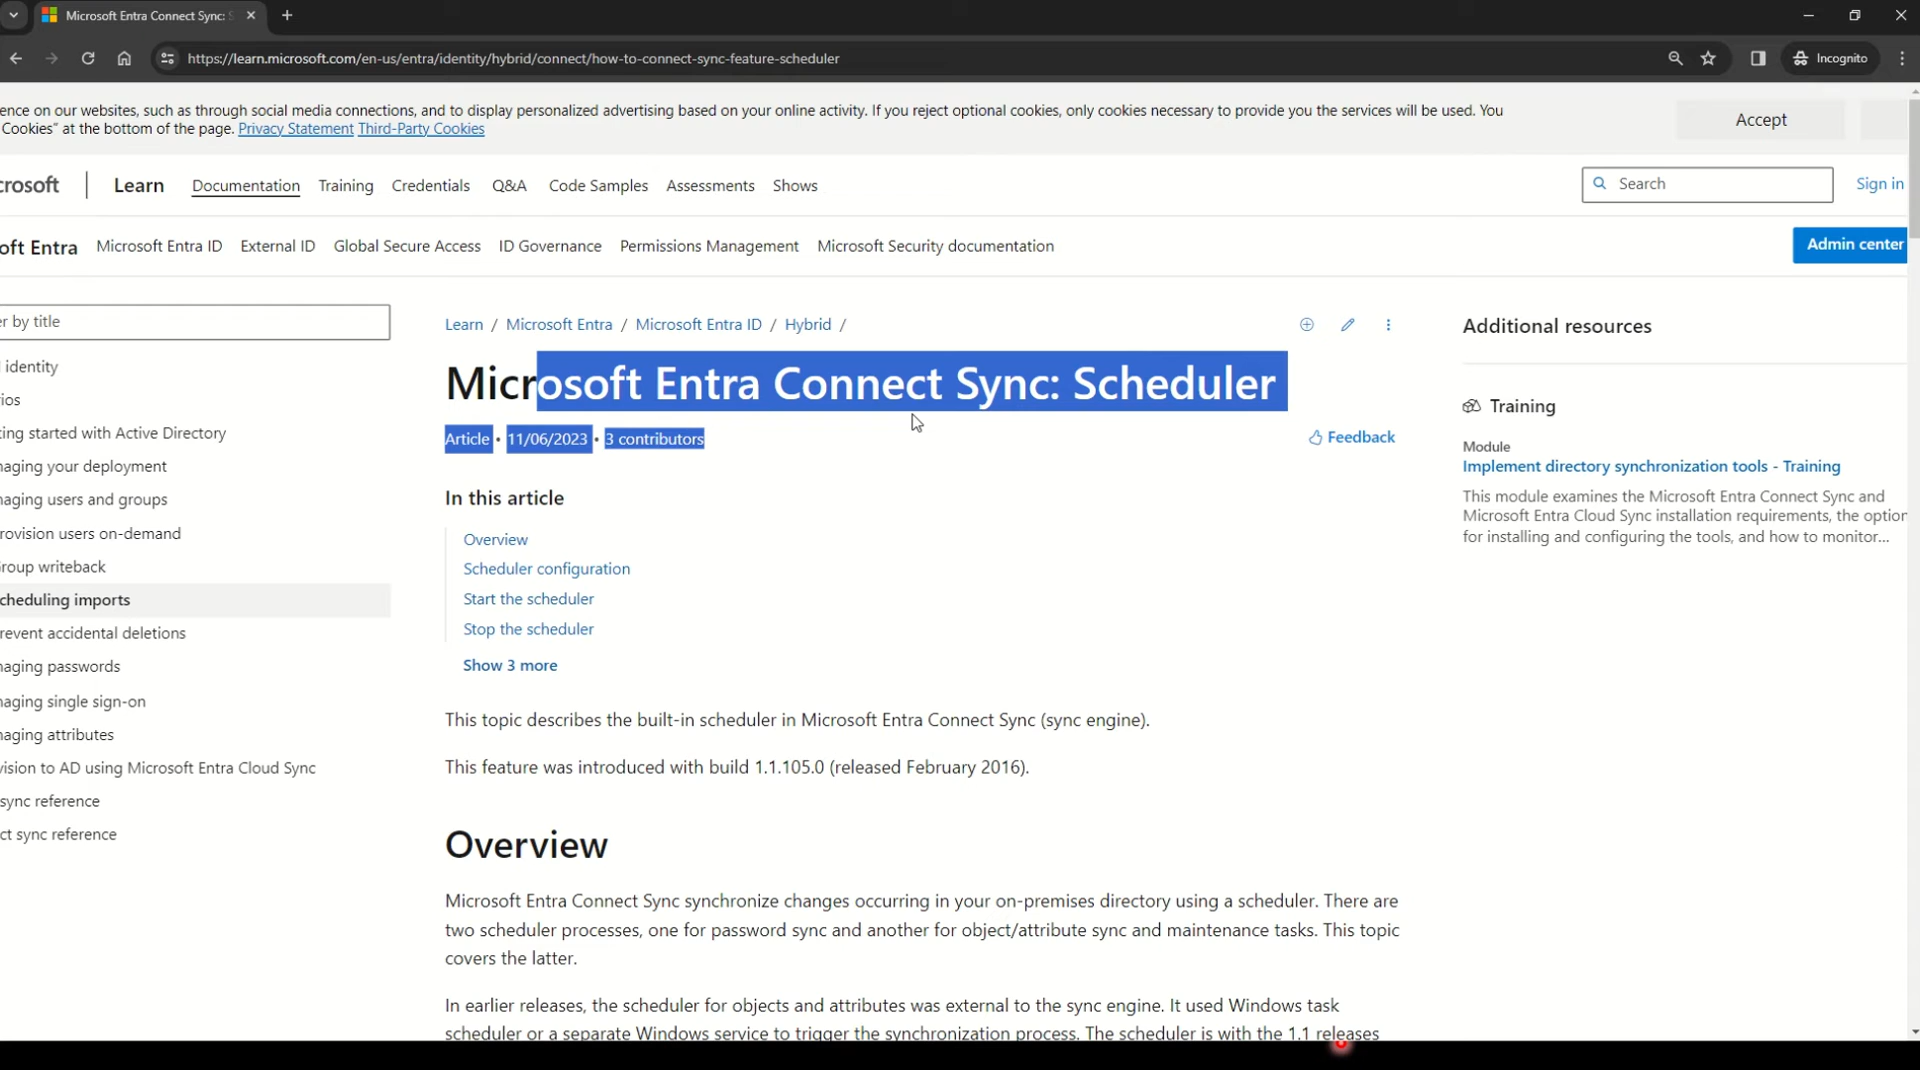 Microsoft Entra Connect Sync: S
https://learn.microsoft.com/en-us/entra/identity/hybrid/connect/how-to-connect-sync-feature-scheduler
Incognito
ence on our websites, such as through social media connections, and to display personalized advertising based on your online activity. If you reject optional cookies, only cookies necessary to provide you the services will be used. You
Cookies" at the bottom of the page. Privacy Statement Third-Party Cookies
Accept
crosoft Learn Documentation Training Credentials Q&A Code Samples Assessments Shows
Search
Sign in
oft Entra Microsoft Entra ID External ID Global Secure Access ID Governance Permissions Management Microsoft Security documentation
Admin center
er by title
identity
ios
ting started with Active Directory
naging your deployment
naging users and groups
rovision users on-demand
roup writeback
cheduling imports
revent accidental deletions
naging passwords
naging single sign-on
naging attributes
vision to AD using Microsoft Entra Cloud Sync
sync reference
ct sync reference
Learn / Microsoft Entra / Microsoft Entra ID / Hybrid /
Microsoft Entra Connect Sync: Scheduler
Article • 11/06/2023 • 3 contributors
Feedback
In this article
Overview
Scheduler configuration
Start the scheduler
Stop the scheduler
Show 3 more
This topic describes the built-in scheduler in Microsoft Entra Connect Sync (sync engine).
This feature was introduced with build 1.1.105.0 (released February 2016).
Overview
Microsoft Entra Connect Sync synchronize changes occurring in your on-premises directory using a scheduler. There are
two scheduler processes, one for password sync and another for object/attribute sync and maintenance tasks. This topic
covers the latter.
In earlier releases, the scheduler for objects and attributes was external to the sync engine. It used Windows task
scheduler or a separate Windows service to trigger the synchronization process. The scheduler is with the 1.1 releases
Additional resources
Training
Module
Implement directory synchronization tools - Training
This module examines the Microsoft Entra Connect Sync and
Microsoft Entra Cloud Sync installation requirements, the option
for installing and configuring the tools, and how to monitor...